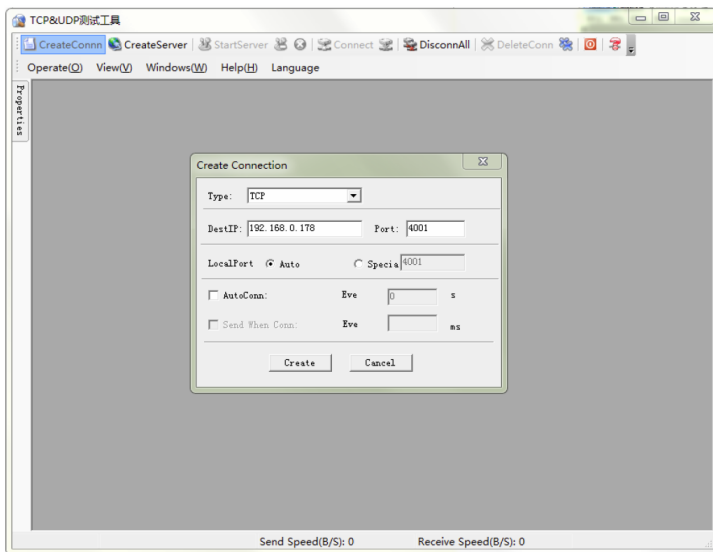 TCP&UDP测试工具
CreateConnn CreateServer StartServer Connect DisconnAll DeleteConn
Operate(O) View(V) Windows(W) Help(H) Language
Properties
Create Connection
Type: TCP
DestIP: 192.168.0.178 Port: 4001
LocalPort Auto Specia 4001
AutoConn: Eve 0 s
Send When Conn: Eve ms
Create Cancel
Send Speed(B/S): 0 Receive Speed(B/S): 0